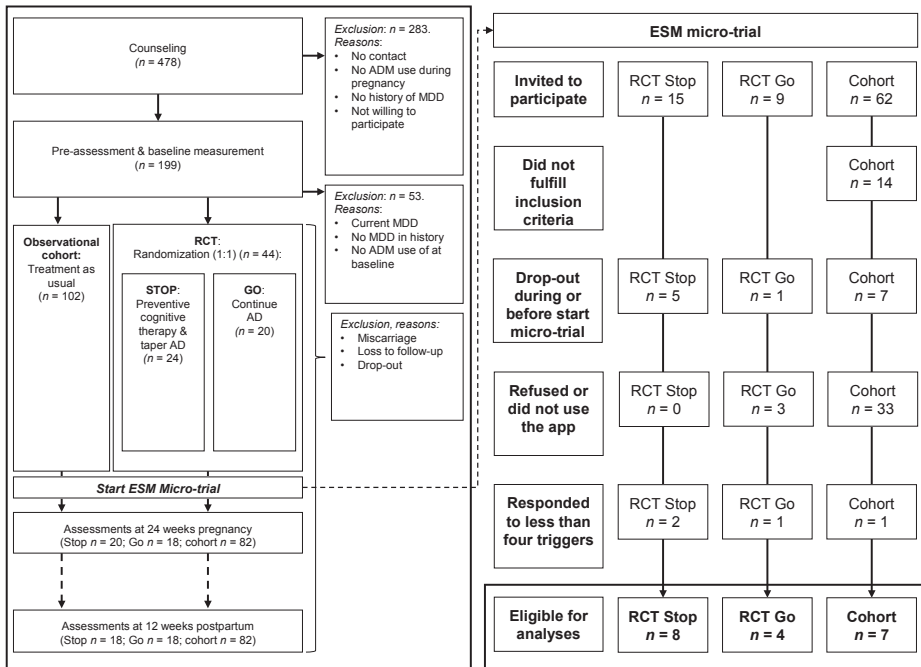 Counseling
(n = 478)
Exclusion: n = 283.
Reasons:
• No contact
• No ADM use during
pregnancy
• No history of MDD
• Not willing to
participate
Pre-assessment & baseline measurement
(n = 199)
Exclusion: n = 53.
Reasons:
• Current MDD
• No MDD in history
• No ADM use of at
baseline
Observational
cohort:
Treatment as
usual
(n = 102)
RCT:
Randomization (1:1) (n = 44):
STOP:
Preventive
cognitive
therapy &
taper AD
(n = 24)
GO:
Continue
AD
(n = 20)
Exclusion, reasons:
• Miscarriage
• Loss to follow-up
• Drop-out
Start ESM Micro-trial
Assessments at 24 weeks pregnancy
(Stop n = 20; Go n = 18; cohort n = 82)
Assessments at 12 weeks postpartum
(Stop n = 18; Go n = 18; cohort n = 82)
ESM micro-trial
Invited to
participate
RCT Stop
n = 15
RCT Go
n = 9
Cohort
n = 62
Did not
fulfill
inclusion
criteria
Cohort
n = 14
Drop-out
during or
before start
micro-trial
RCT Stop
n = 5
RCT Go
n = 1
Cohort
n = 7
Refused or
did not use
the app
RCT Stop
n = 0
RCT Go
n = 3
Cohort
n = 33
Responded
to less than
four triggers
RCT Stop
n = 2
RCT Go
n = 1
Cohort
n = 1
Eligible for
analyses
RCT Stop
n = 8
RCT Go
n = 4
Cohort
n = 7